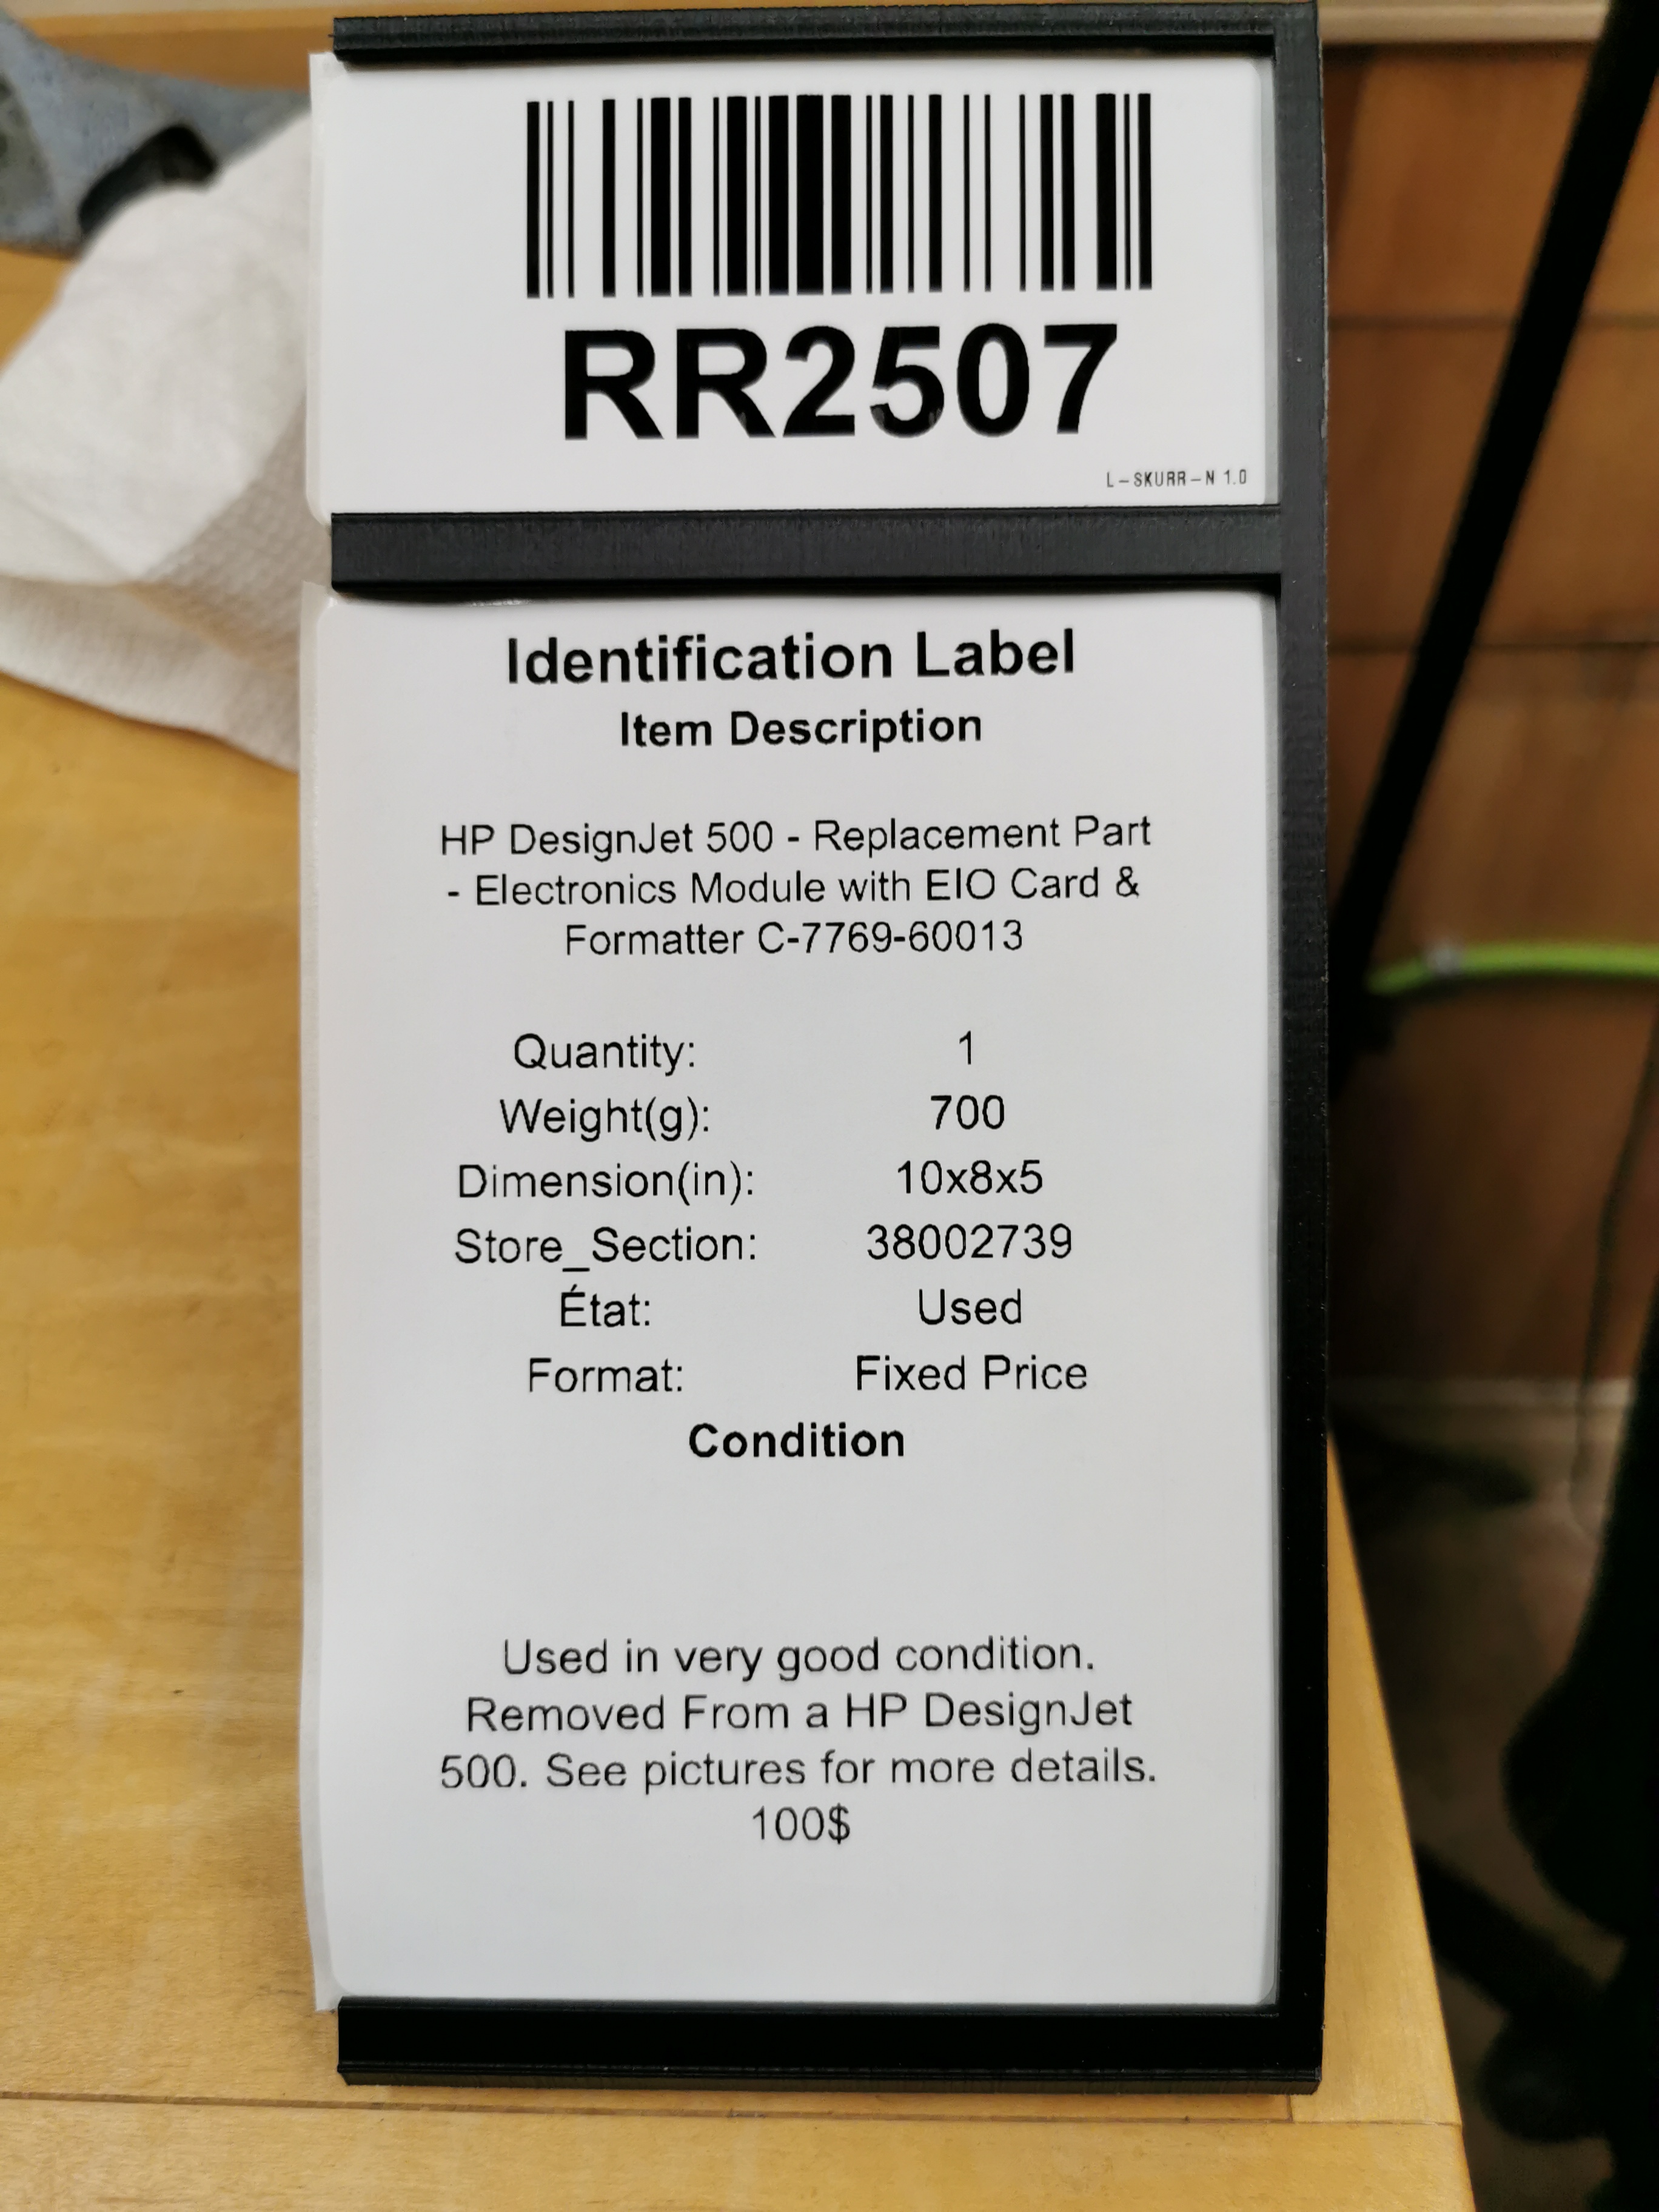 RR2507
L-SKURR-N 1.0
Identification Label
Item Description
HP DesignJet 500 - Replacement Part
- Electronics Module with EIO Card &
Formatter C-7769-60013
Quantity: 1
Weight(g): 700
Dimension(in): 10x8x5
Store_Section: 38002739
État: Used
Format: Fixed Price
Condition
Used in very good condition.
Removed From a HP DesignJet
500. See pictures for more details.
100$